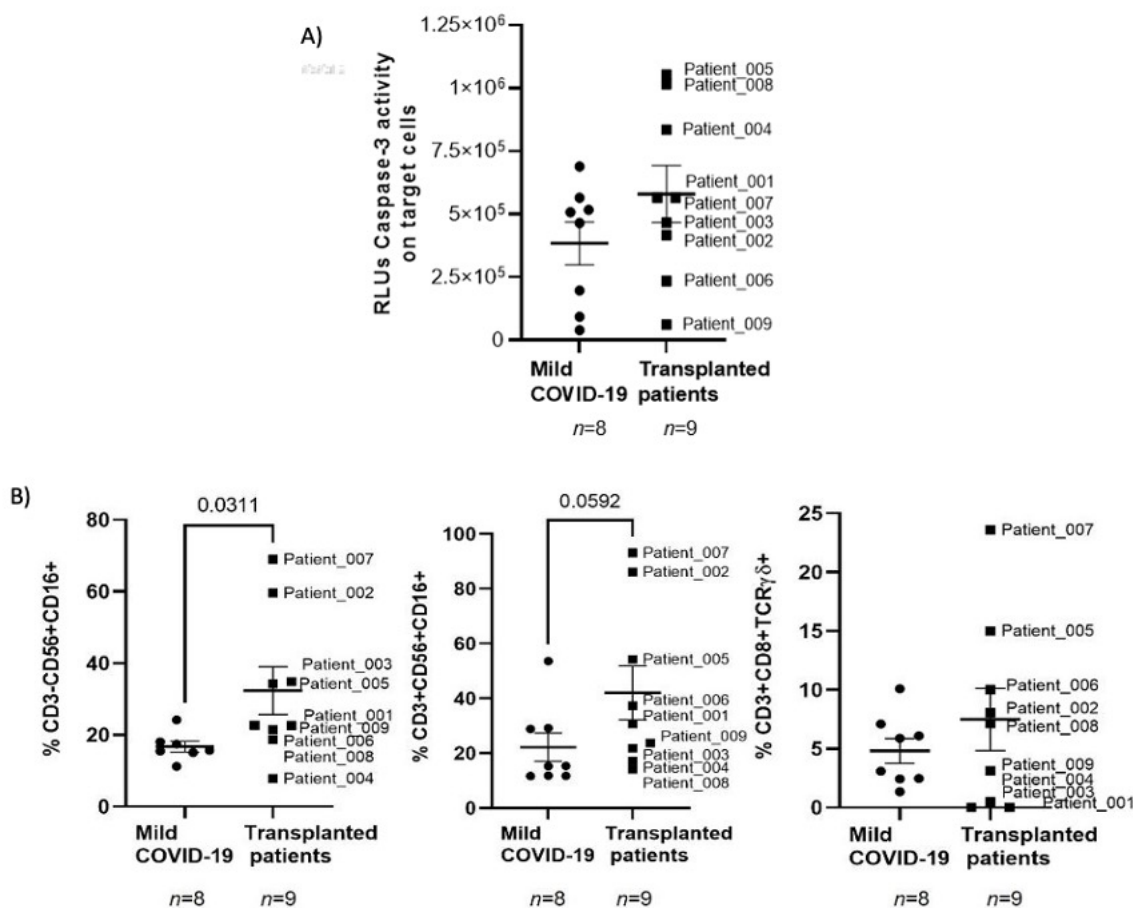 A)
RLUs Caspase-3 activity
on target cells
1.25×10⁶
1×10⁶
7.5×10⁵
5×10⁵
2.5×10⁵
0
Patient_005
Patient_008
Patient_004
Patient_001
Patient_007
Patient_003
Patient_002
Patient_006
Patient_009
Mild Transplanted
COVID-19 patients
n=8 n=9
B)
% CD3-CD56+CD16+
80
60
40
20
0
0.0311
Patient_007
Patient_002
Patient_003
Patient_005
Patient_001
Patient_009
Patient_006
Patient_008
Patient_004
Mild Transplanted
COVID-19 patients
n=8 n=9
% CD3+CD56+CD16+
100
80
60
40
20
0
0.0592
Patient_007
Patient_002
Patient_005
Patient_006
Patient_001
Patient_009
Patient_003
Patient_004
Patient_008
Mild Transplanted
COVID-19 patients
n=8 n=9
% CD3+CD8+TCRγδ+
25
20
15
10
5
0
Patient_007
Patient_005
Patient_006
Patient_002
Patient_008
Patient_009
Patient_004
Patient_003
Patient_001
Mild Transplanted
COVID-19 patients
n=8 n=9